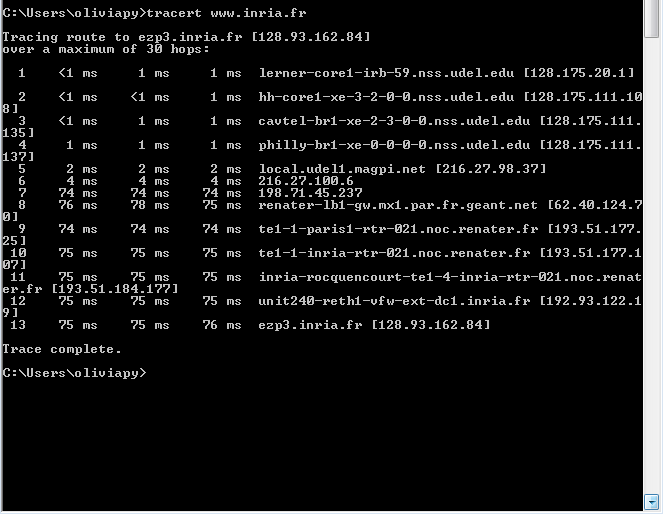 C:\Users\oliviapy>tracert www.inria.fr
Tracing route to ezp3.inria.fr [128.93.162.84]
over a maximum of 30 hops:
1 <1 ms 1 ms 1 ms lerner-core1-irb-59.nss.udel.edu [128.175.20.1]
2 <1 ms <1 ms 1 ms hh-core1-xe-3-2-0-0.nss.udel.edu [128.175.111.10
8]
3 <1 ms 1 ms 1 ms cavtel-br1-xe-2-3-0-0.nss.udel.edu [128.175.111.
135]
4 1 ms 1 ms 1 ms philly-br1-xe-0-0-0-0.nss.udel.edu [128.175.111.
137]
5 2 ms 2 ms 2 ms local.udel1.magpi.net [216.27.98.37]
6 4 ms 4 ms 4 ms 216.27.100.6
7 74 ms 74 ms 74 ms 198.71.45.237
8 76 ms 78 ms 75 ms renater-lb1-gw.mx1.par.fr.geant.net [62.40.124.7
0]
9 74 ms 74 ms 74 ms te1-1-paris1-rtr-021.noc.renater.fr [193.51.177.
25]
10 75 ms 75 ms 75 ms te1-1-inria-rtr-021.noc.renater.fr [193.51.177.1
07]
11 75 ms 75 ms 75 ms inria-rocquencourt-te1-4-inria-rtr-021.noc.renat
er.fr [193.51.184.177]
12 75 ms 75 ms 75 ms unit240-reth1-vfw-ext-dc1.inria.fr [192.93.122.1
9]
13 75 ms 75 ms 76 ms ezp3.inria.fr [128.93.162.84]
Trace complete.
C:\Users\oliviapy>